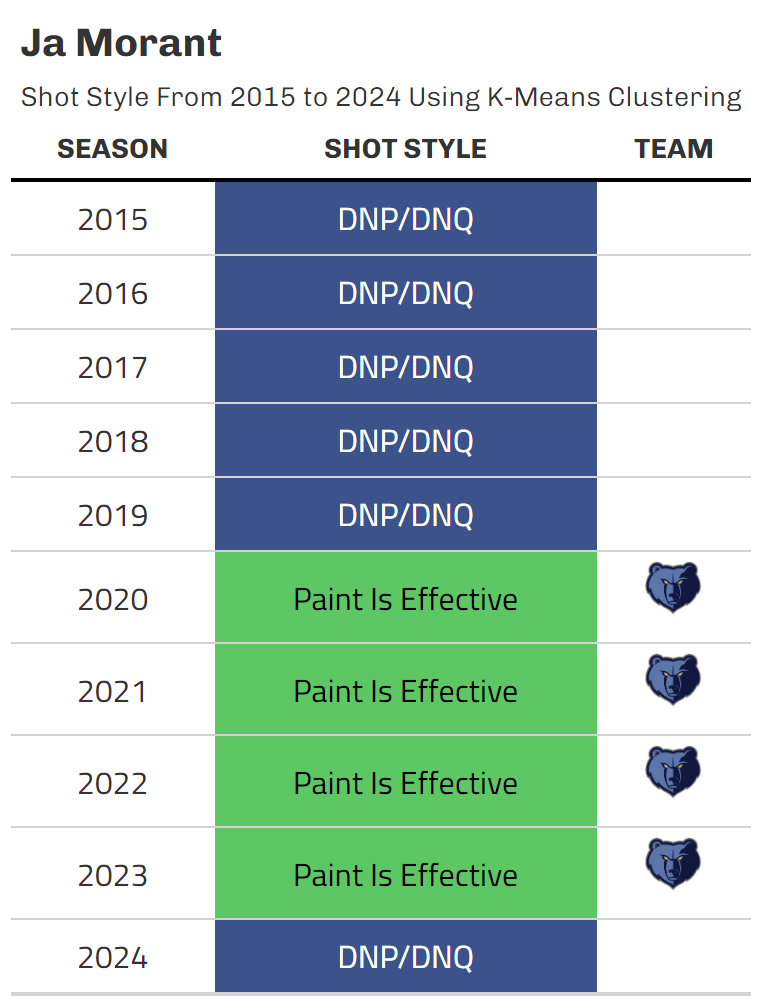 Ja Morant
Shot Style From 2015 to 2024 Using K-Means Clustering
SEASON SHOT STYLE TEAM
2015 DNP/DNQ
2016 DNP/DNQ
2017 DNP/DNQ
2018 DNP/DNQ
2019 DNP/DNQ
2020 Paint Is Effective
2021 Paint Is Effective
2022 Paint Is Effective
2023 Paint Is Effective
2024 DNP/DNQ